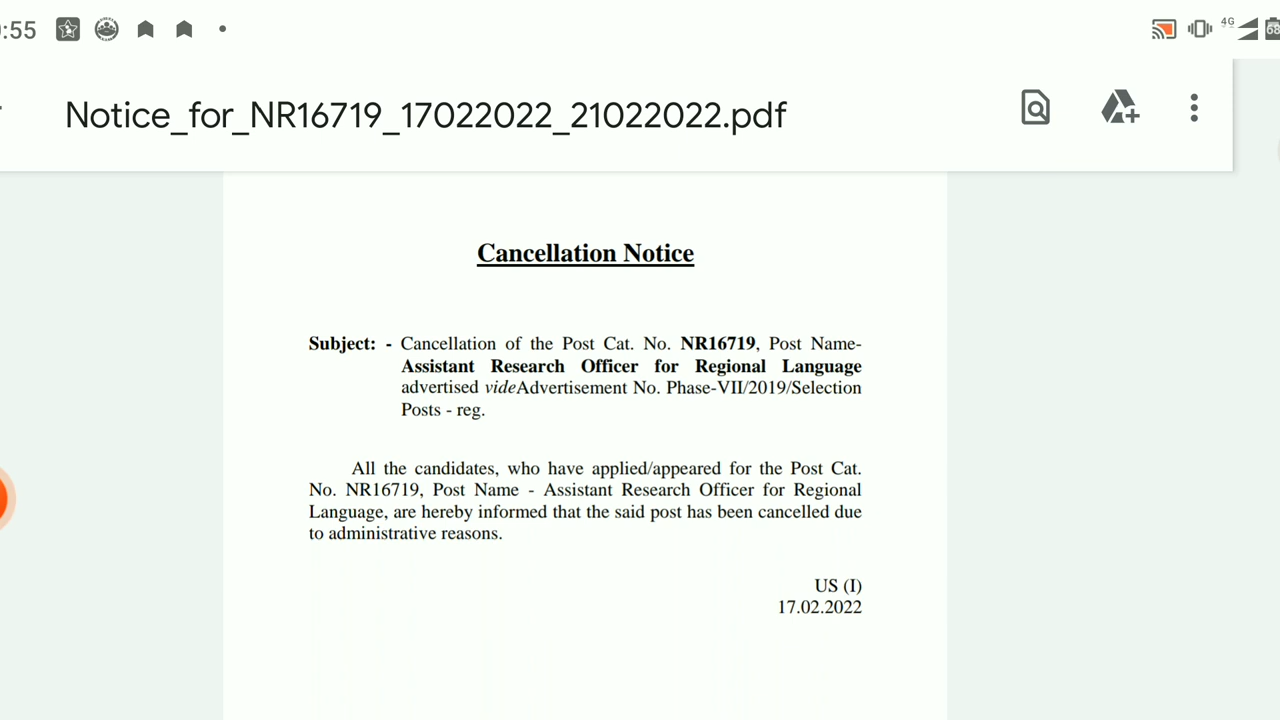 :55
4G
68
Notice_for_NR16719_17022022_21022022.pdf
Cancellation Notice
Subject: - Cancellation of the Post Cat. No. NR16719, Post Name-
Assistant Research Officer for Regional Language
advertised videAdvertisement No. Phase-VII/2019/Selection
Posts - reg.
All the candidates, who have applied/appeared for the Post Cat.
No. NR16719, Post Name - Assistant Research Officer for Regional
Language, are hereby informed that the said post has been cancelled due
to administrative reasons.
US (I)
17.02.2022